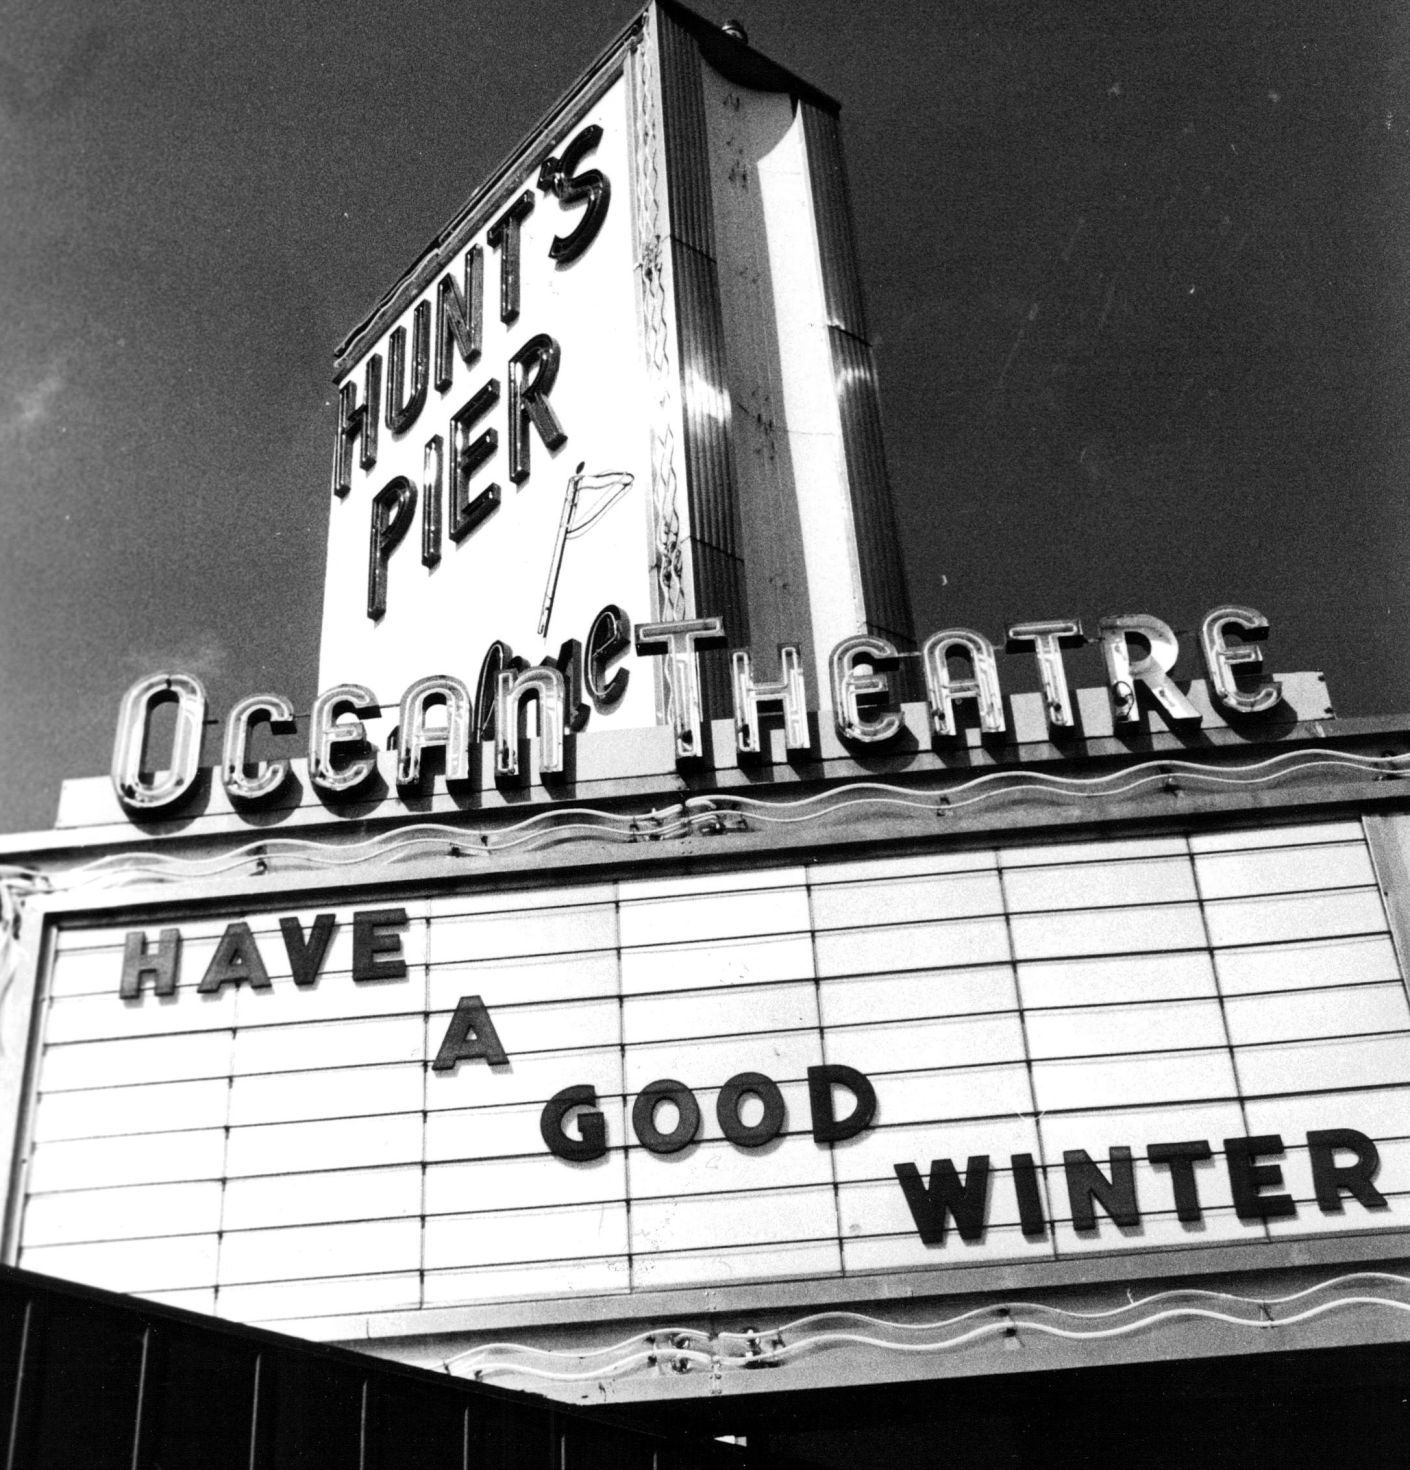 HUNT'S
PIER
OCEAN THEATRE
HAVE
A
GOOD
WINTER